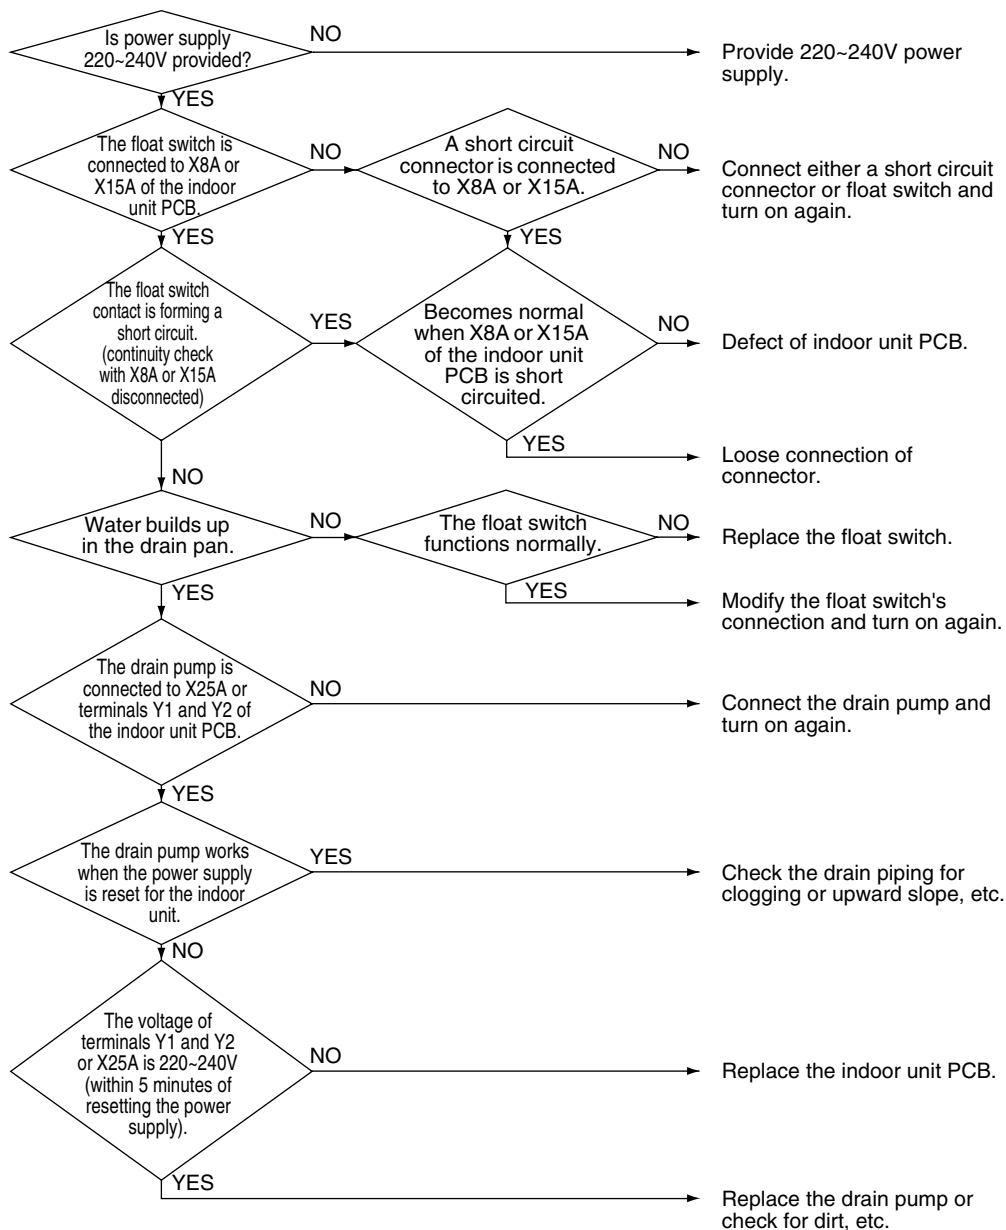 Is power supply
220~240V provided?
NO
Provide 220~240V power
supply.
YES
The float switch is
connected to X8A or
X15A of the indoor
unit PCB.
NO
A short circuit
connector is connected
to X8A or X15A.
NO
Connect either a short circuit
connector or float switch and
turn on again.
YES
YES
The float switch
contact is forming a
short circuit.
(continuity check
with X8A or X15A
disconnected)
YES
Becomes normal
when X8A or X15A
of the indoor unit
PCB is short
circuited.
NO
Defect of indoor unit PCB.
YES
Loose connection of
connector.
NO
Water builds up
in the drain pan.
NO
The float switch
functions normally.
NO
Replace the float switch.
YES
YES
Modify the float switch's
connection and turn on again.
The drain pump is
connected to X25A or
terminals Y1 and Y2 of
the indoor unit PCB.
NO
Connect the drain pump and
turn on again.
YES
The drain pump works
when the power supply
is reset for the indoor
unit.
YES
Check the drain piping for
clogging or upward slope, etc.
NO
The voltage of
terminals Y1 and Y2
or X25A is 220~240V
(within 5 minutes of
resetting the power
supply).
NO
Replace the indoor unit PCB.
YES
Replace the drain pump or
check for dirt, etc.